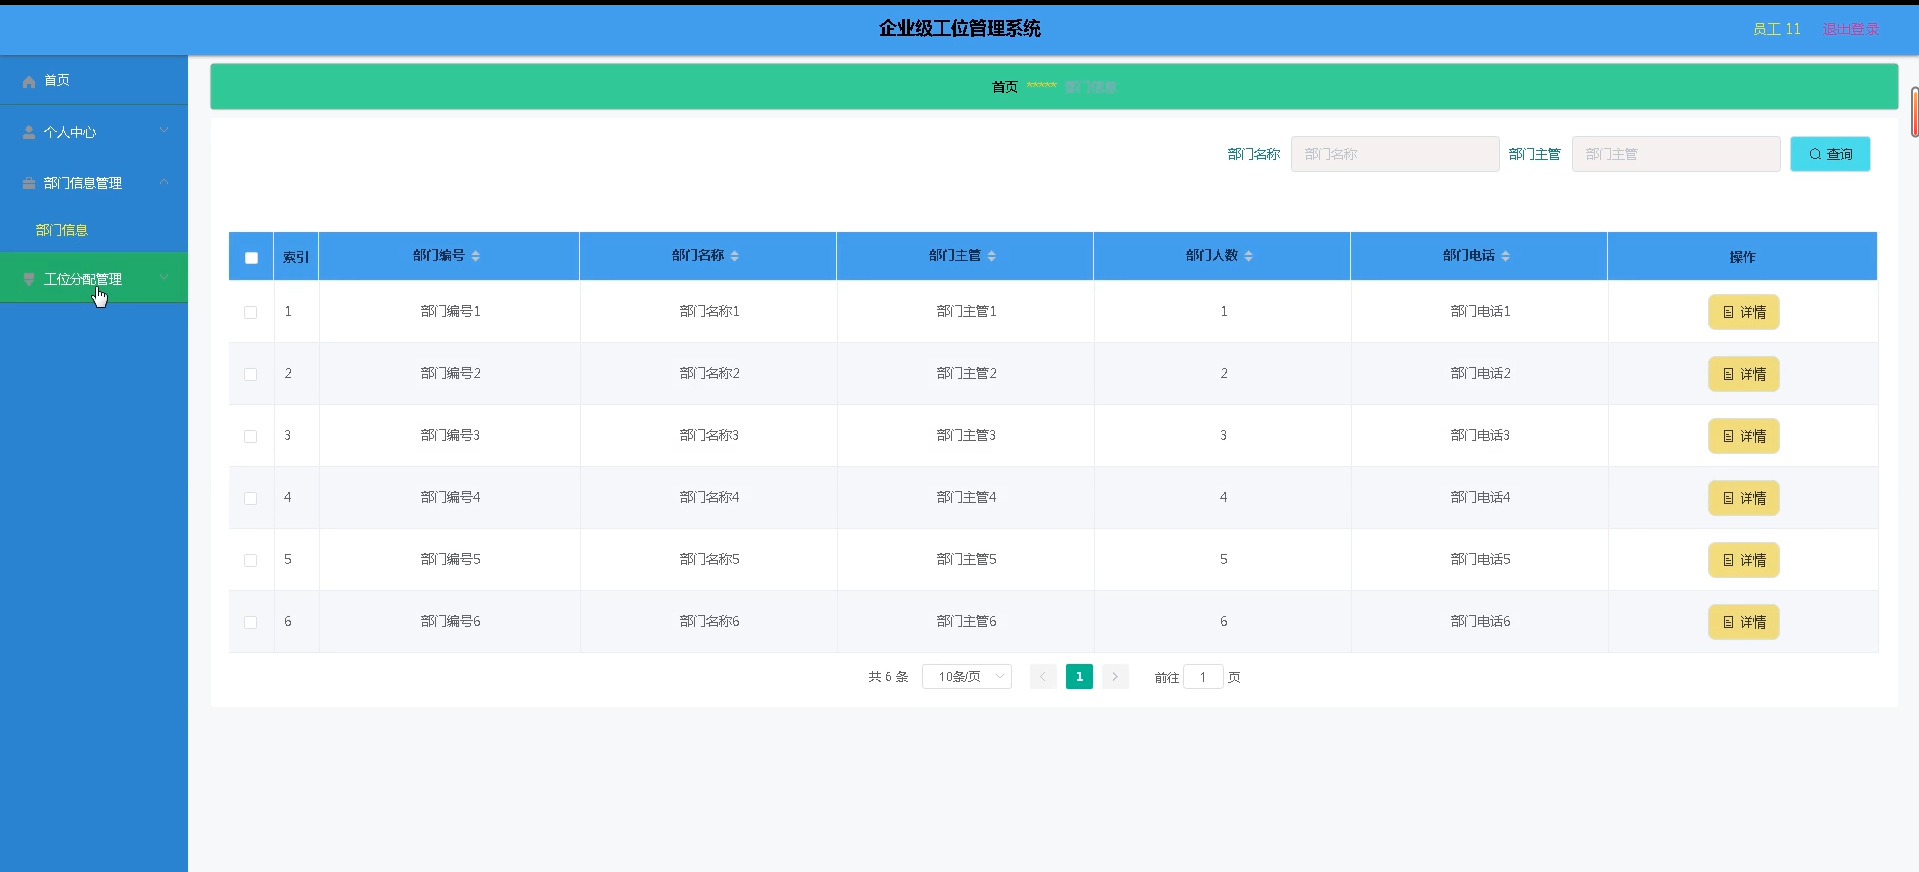 企业级工位管理系统
员工 11 退出登录
首页
个人中心
部门信息管理
部门信息
工位分配管理
首页 ***** 部门信息
部门名称 部门名称 部门主管 部门主管 查询
索引 部门编号 部门名称 部门主管 部门人数 部门电话 操作
1 部门编号1 部门名称1 部门主管1 1 部门电话1 详情
2 部门编号2 部门名称2 部门主管2 2 部门电话2 详情
3 部门编号3 部门名称3 部门主管3 3 部门电话3 详情
4 部门编号4 部门名称4 部门主管4 4 部门电话4 详情
5 部门编号5 部门名称5 部门主管5 5 部门电话5 详情
6 部门编号6 部门名称6 部门主管6 6 部门电话6 详情
共 6 条 10条/页 1 前往 1 页